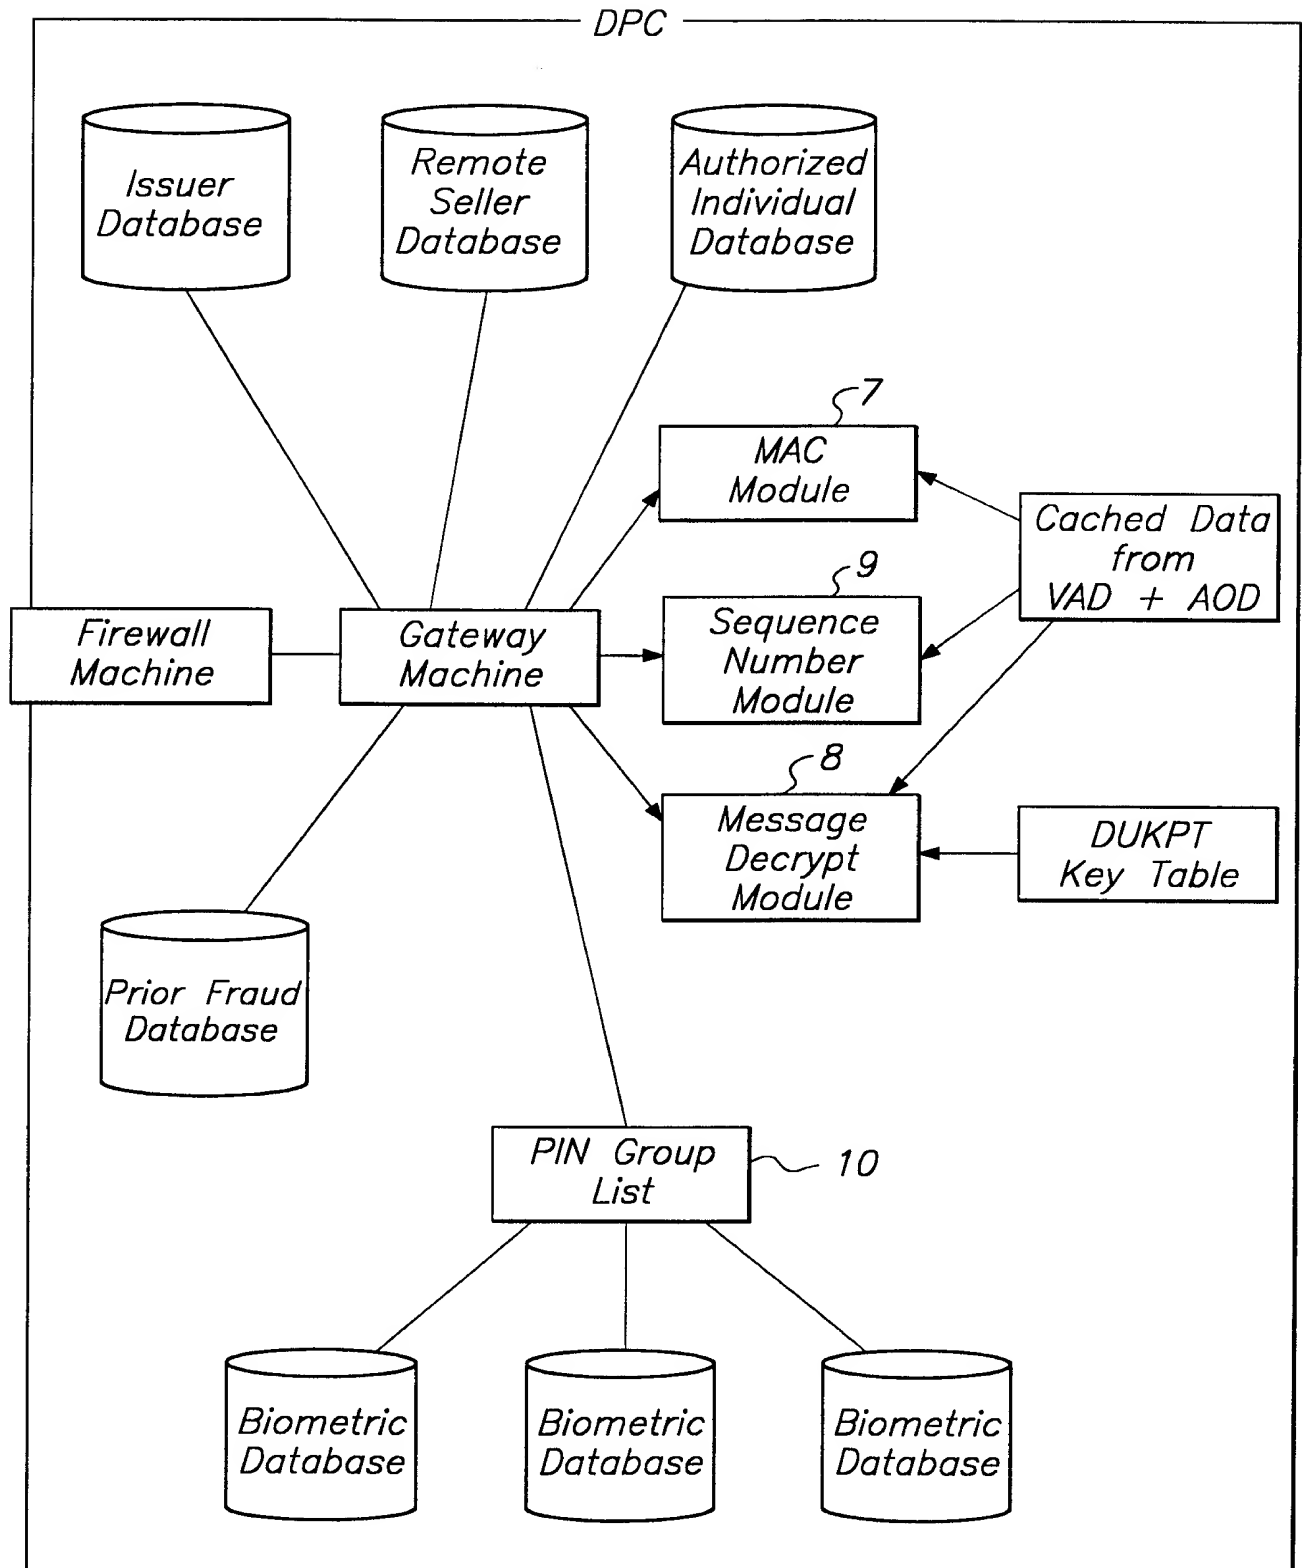 DPC
Issuer
Database
Remote
Seller
Database
Authorized
Individual
Database
7
MAC
Module
Cached Data
from
VAD + AOD
9
Sequence
Number
Module
Firewall
Machine
Gateway
Machine
8
Message
Decrypt
Module
DUKPT
Key Table
Prior Fraud
Database
PIN Group
List
10
Biometric
Database
Biometric
Database
Biometric
Database